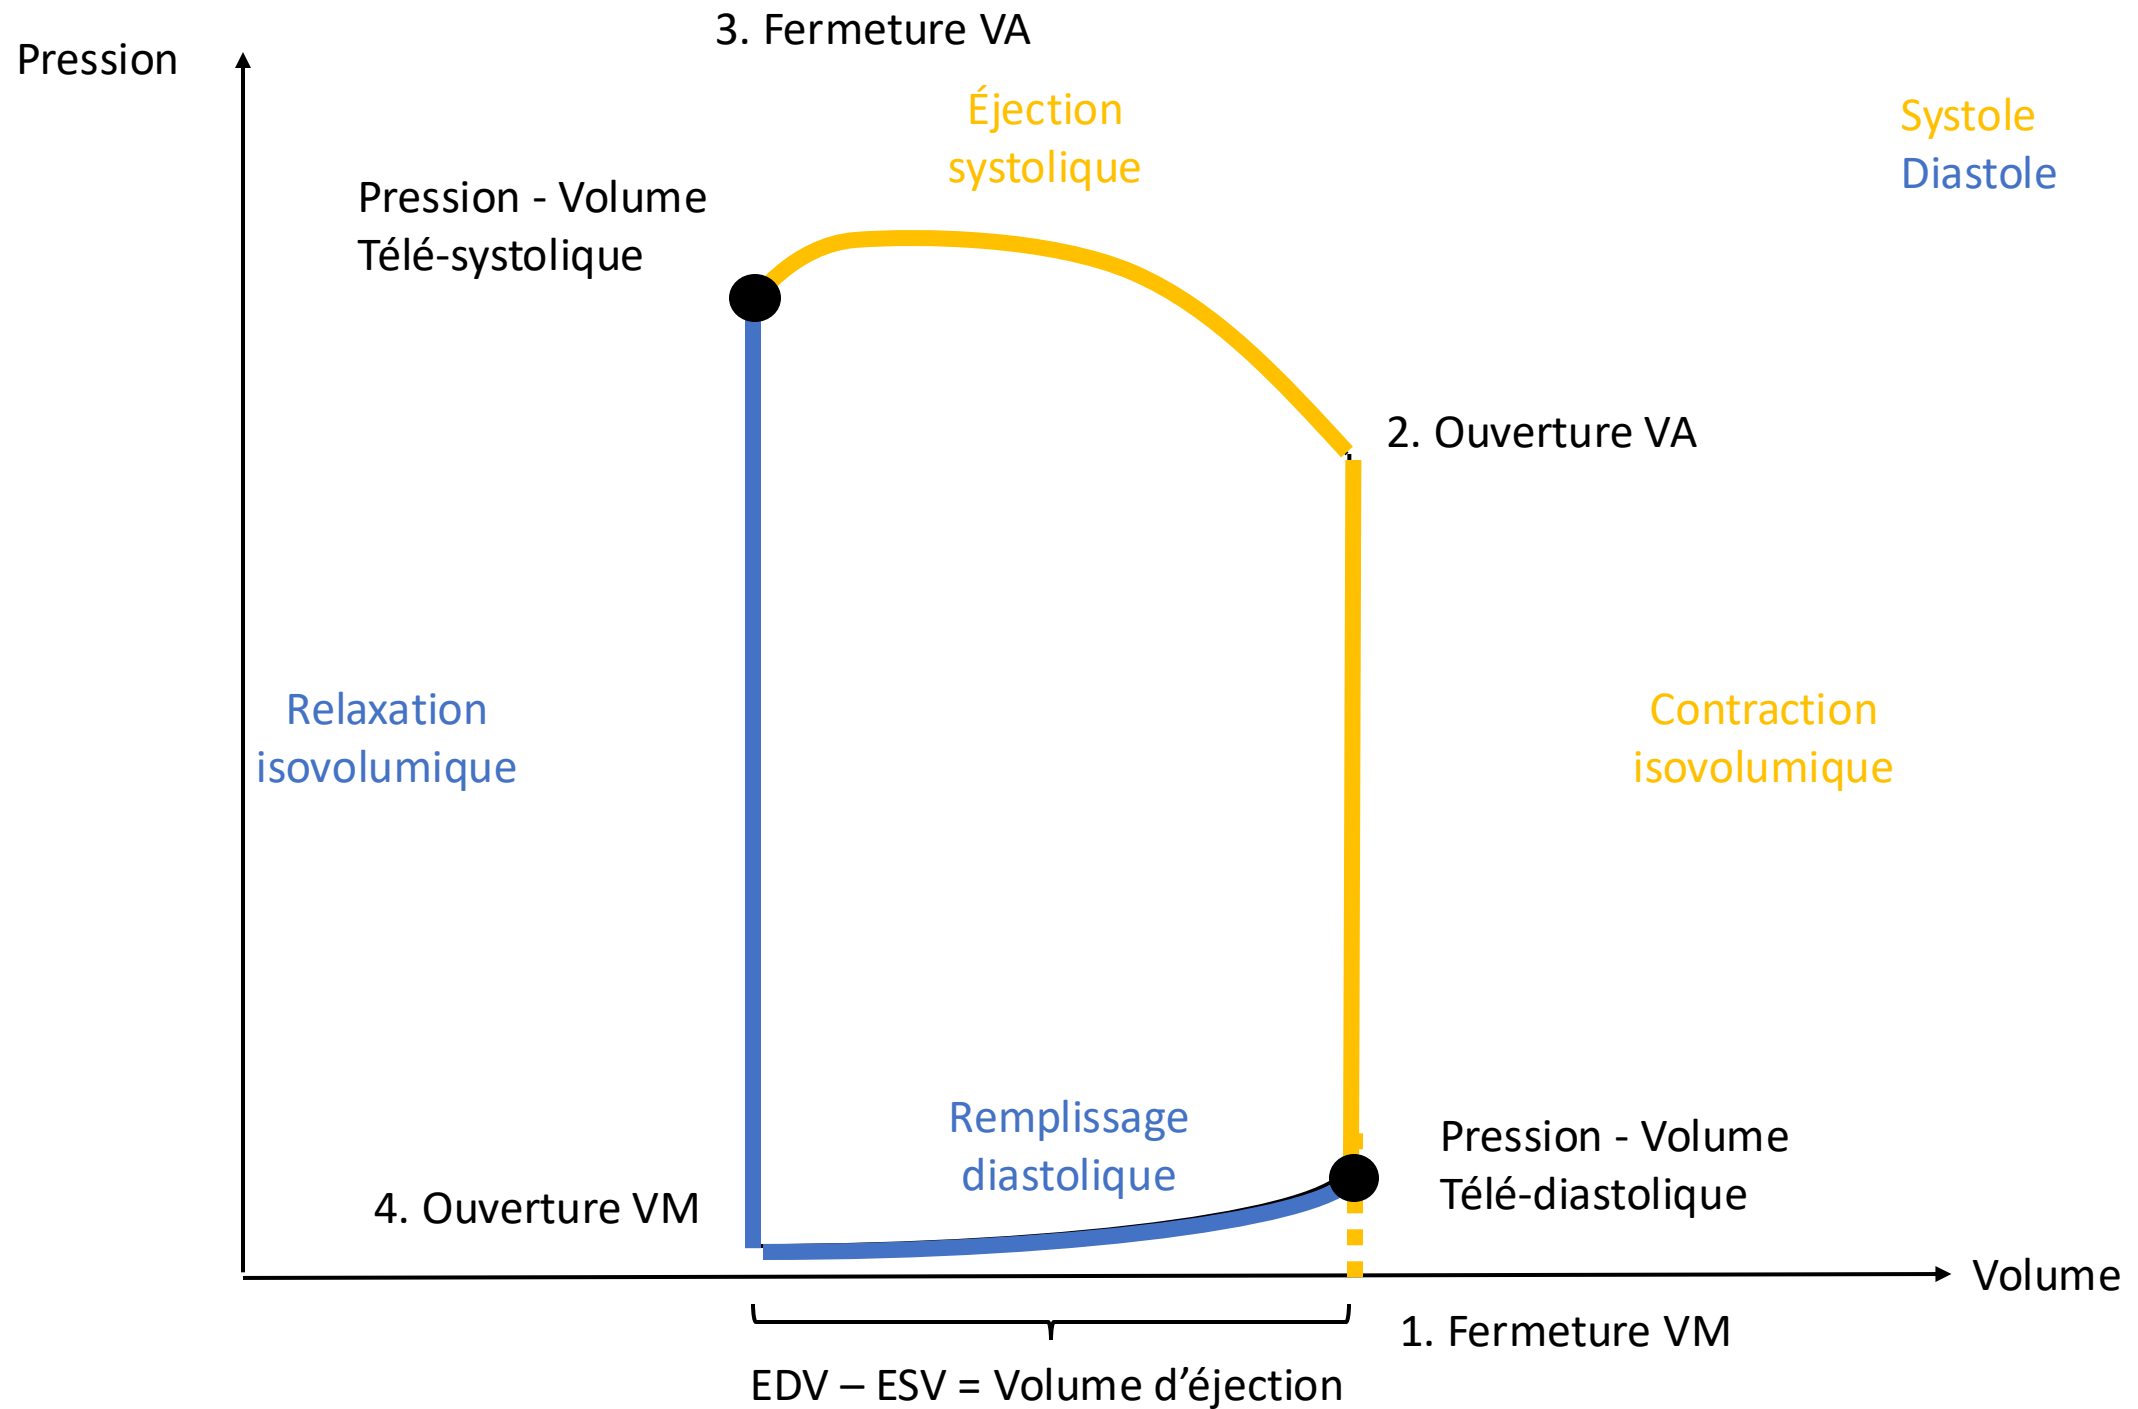 3. Fermeture VA
Pression
Éjection
systolique
Systole
Diastole
Pression - Volume
Télé-systolique
2. Ouverture VA
Relaxation
isovolumique
Contraction
isovolumique
Remplissage
diastolique
Pression - Volume
Télé-diastolique
4. Ouverture VM
Volume
1. Fermeture VM
EDV – ESV = Volume d’éjection